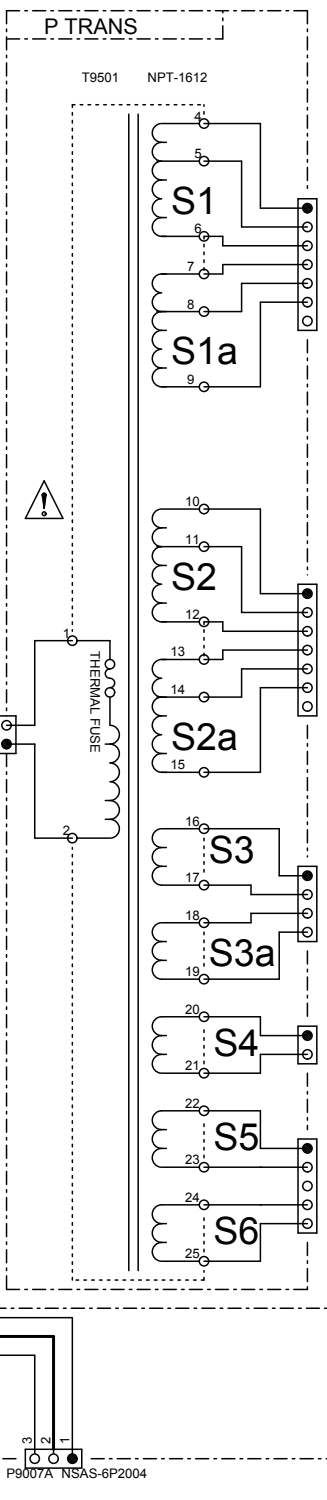 P TRANS
T9501 NPT-1612
4
5
S1
6
7
8
S1a
9
10
11
S2
12
13
14
S2a
15
1
THERMAL FUSE
2
16
S3
17
18
S3a
19
20
S4
21
22
S5
23
24
S6
25
3 2 1
P9007A NSAS-6P2004